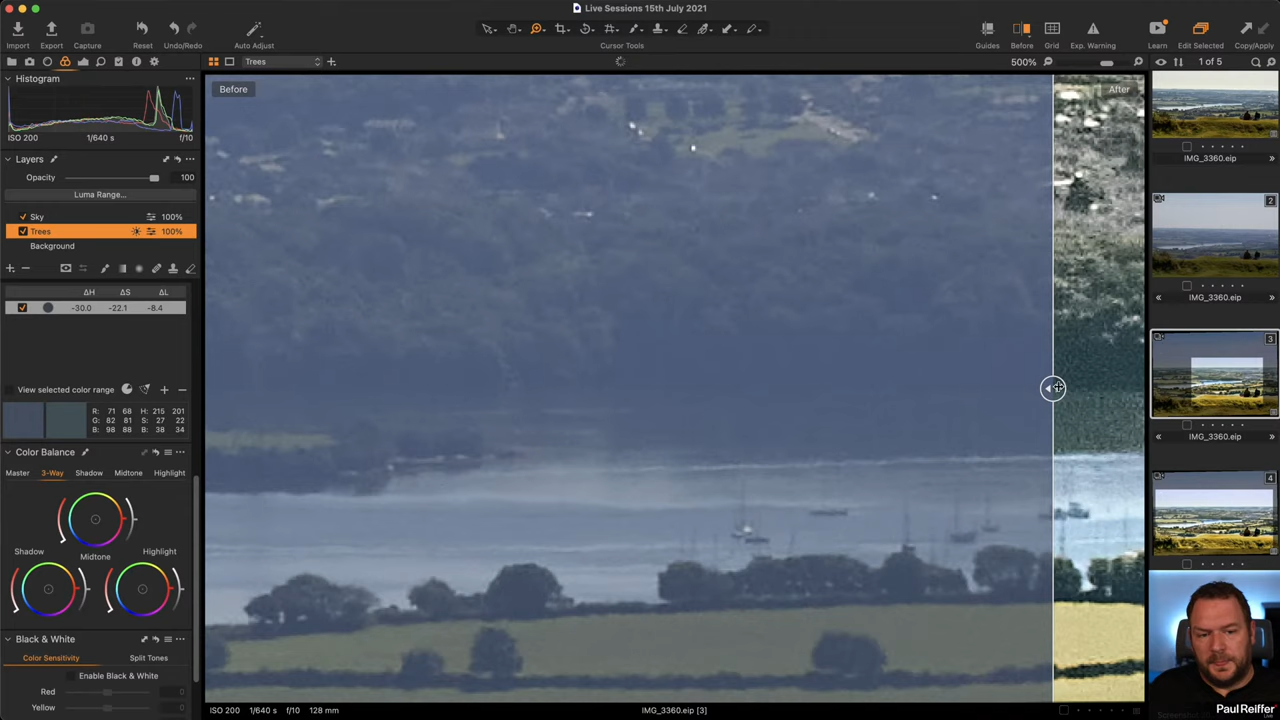 Live Sessions 15th July 2021
Import
Export
Capture
Reset
Undo/Redo
Auto Adjust
Cursor Tools
Guides
Before
Grid
Exp. Warning
Learn
Edit Selected
Copy/Apply
Trees
500%
1 of 5
Histogram
ISO 200
1/640 s
f/10
Layers
Opacity
100
Luma Range...
Sky
100%
Trees
100%
Background
ΔH
ΔS
ΔL
-30.0
-22.1
-8.4
View selected color range
R: 71 68 H: 215 201
G: 82 81 S: 27 22
B: 98 88 B: 38 34
Color Balance
Master
3-Way
Shadow
Midtone
Highlight
Shadow
Midtone
Highlight
Black & White
Color Sensitivity
Split Tones
Enable Black & White
Red
0
Yellow
0
Before
After
ISO 200
1/640 s
f/10
128 mm
IMG_3360.eip [3]
IMG_3360.eip
2
IMG_3360.eip
3
IMG_3360.eip
4
Paul Reiffer
Live